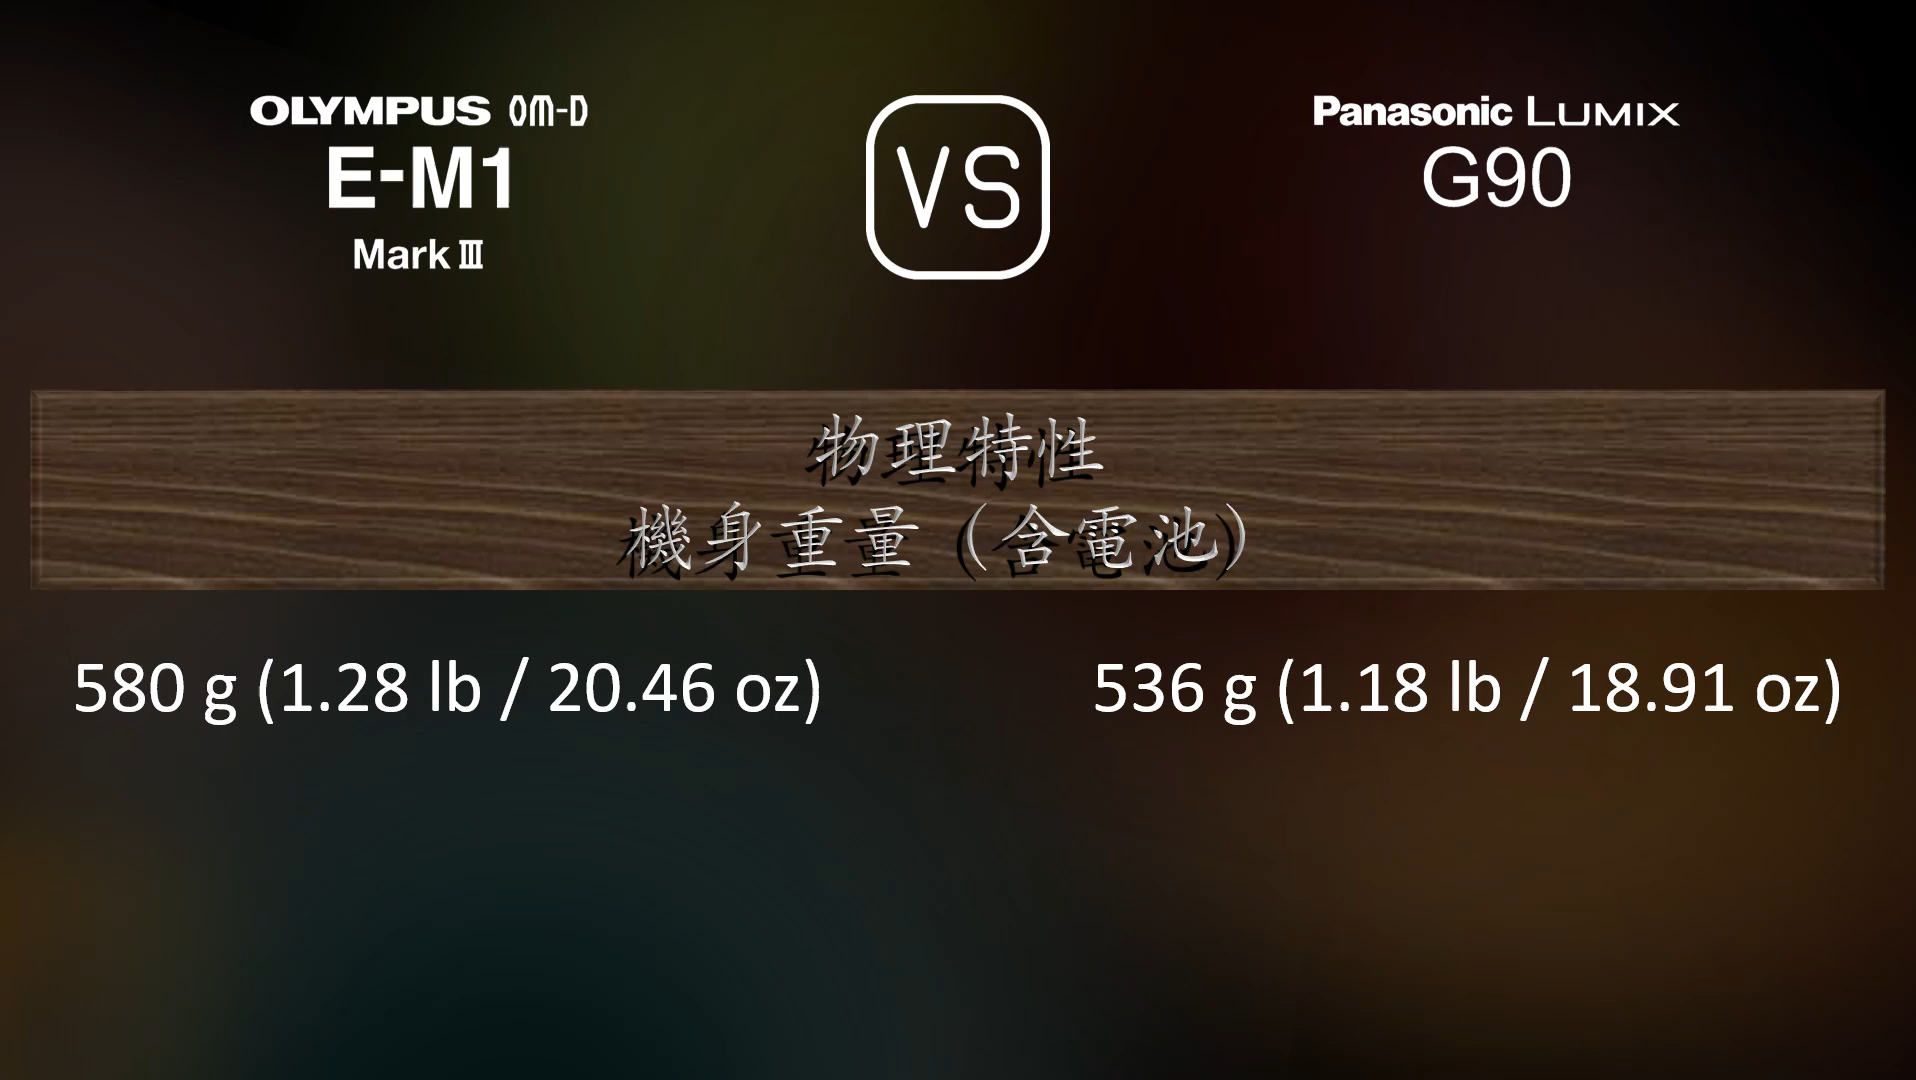 OLYMPUS OM-D
E-M1
Mark III
VS
Panasonic LUMIX
G90
物理特性
機身重量（含電池）
580 g (1.28 lb / 20.46 oz)
536 g (1.18 lb / 18.91 oz)